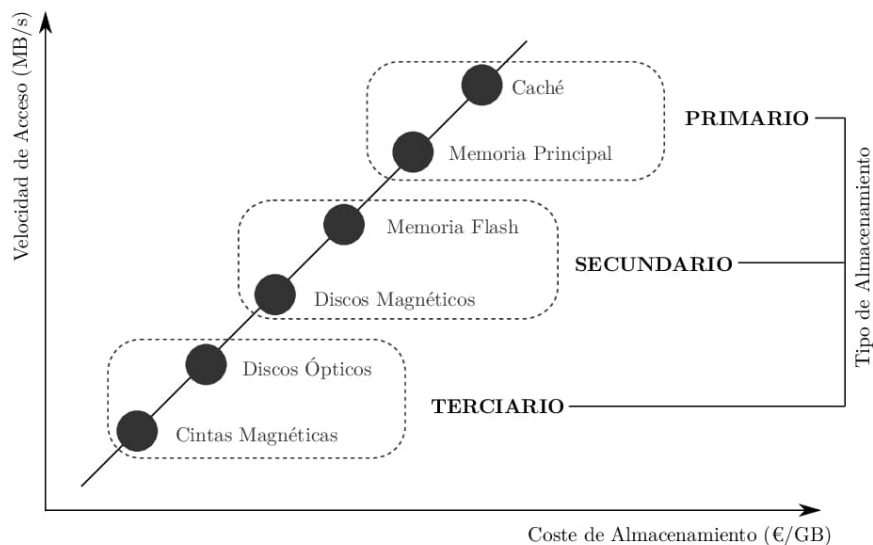 Velocidad de Acceso (MB/s)
Caché
PRIMARIO
Memoria Principal
Memoria Flash
SECUNDARIO
Discos Magnéticos
Tipo de Almacenamiento
Discos Ópticos
TERCIARIO
Cintas Magnéticas
Coste de Almacenamiento (€/GB)